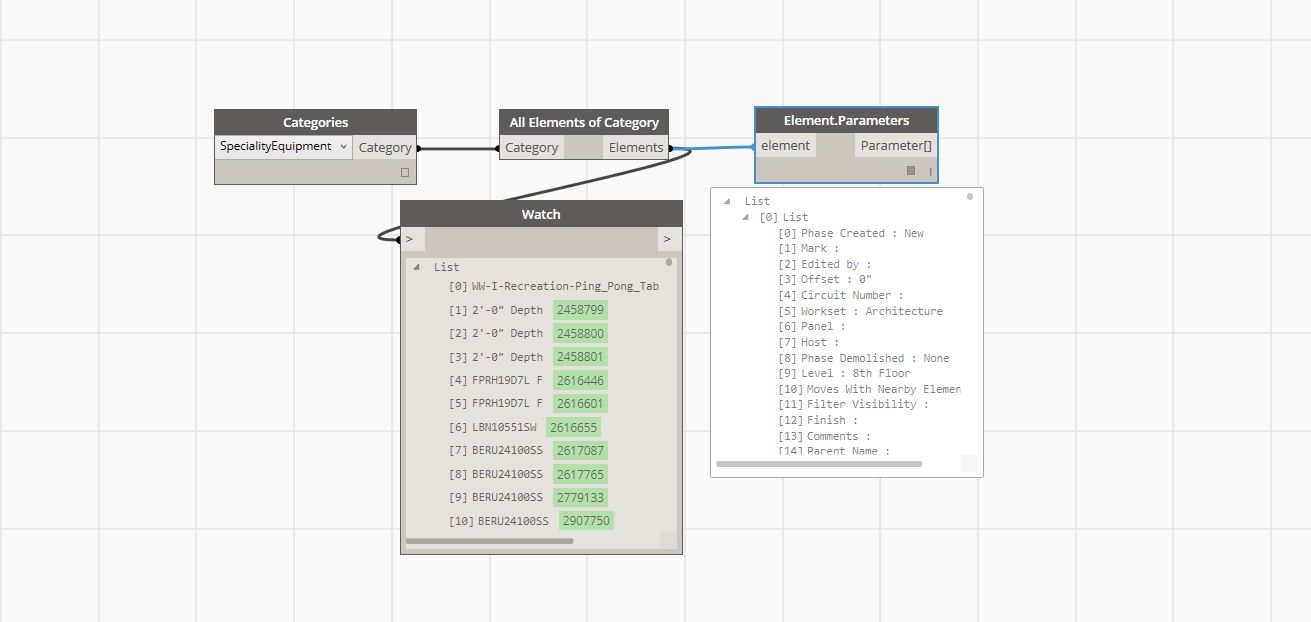 Categories
SpecialityEquipment
Category
All Elements of Category
Category
Elements
Element.Parameters
element
Parameter[]
Watch
>
>
List
[0] WW-I-Recreation-Ping_Pong_Tab
[1] 2'-0" Depth 2458799
[2] 2'-0" Depth 2458800
[3] 2'-0" Depth 2458801
[4] FPRH19D7L F 2616446
[5] FPRH19D7L F 2616601
[6] LBN10551SW 2616655
[7] BERU24100SS 2617087
[8] BERU24100SS 2617765
[9] BERU24100SS 2779133
[10] BERU24100SS 2907750
List
[0] List
[0] Phase Created : New
[1] Mark :
[2] Edited by :
[3] Offset : 0"
[4] Circuit Number :
[5] Workset : Architecture
[6] Panel :
[7] Host :
[8] Phase Demolished : None
[9] Level : 8th Floor
[10] Moves With Nearby Elemen
[11] Filter Visibility :
[12] Finish :
[13] Comments :
[14] Parent Name :